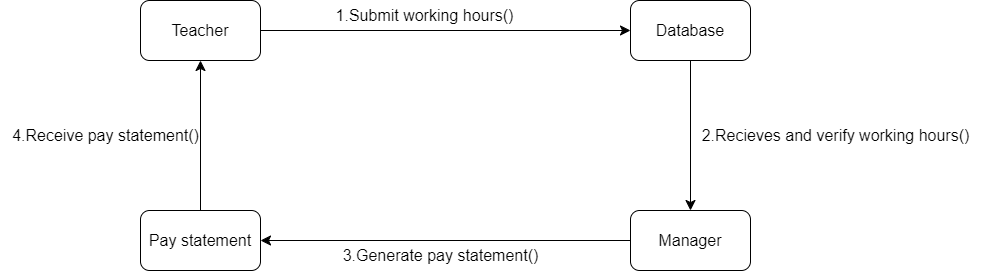 1.Submit working hours()
Teacher
Database
4.Receive pay statement()
2.Recieves and verify working hours()
Pay statement
Manager
3.Generate pay statement()